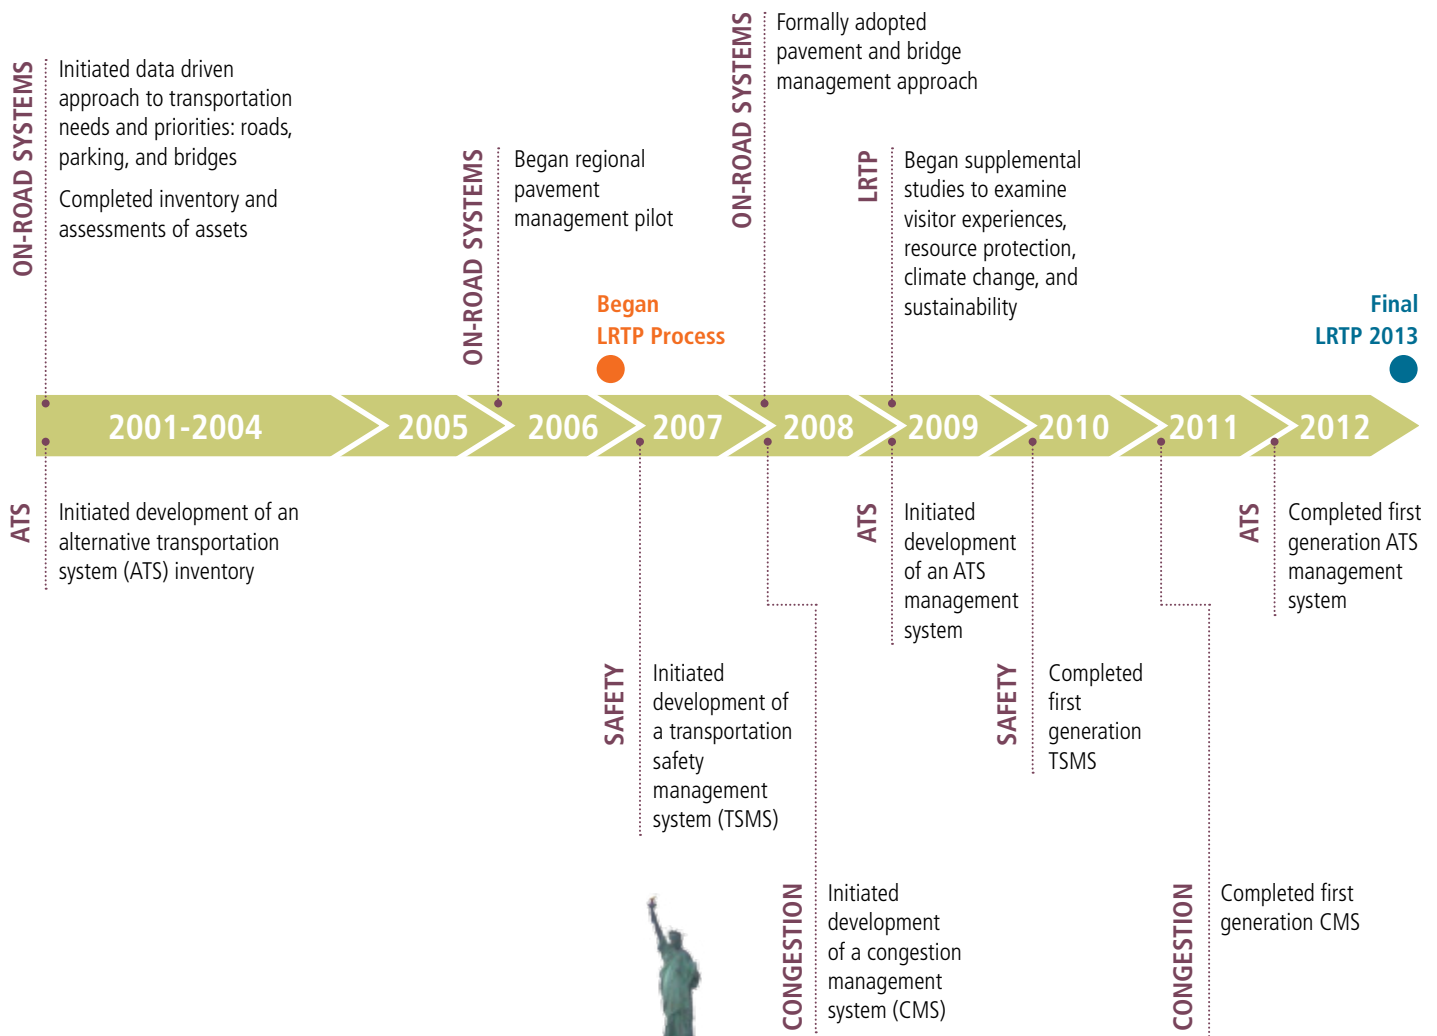 ON-ROAD SYSTEMS
Initiated data driven
approach to transportation
needs and priorities: roads,
parking, and bridges
Completed inventory and
assessments of assets
ON-ROAD SYSTEMS
Began regional
pavement
management pilot
ON-ROAD SYSTEMS
Formally adopted
pavement and bridge
management approach
LRTP
Began supplemental
studies to examine
visitor experiences,
resource protection,
climate change, and
sustainability
Began
LRTP Process
Final
LRTP 2013
2001-2004
2005
2006
2007
2008
2009
2010
2011
2012
ATS
Initiated development of an
alternative transportation
system (ATS) inventory
SAFETY
Initiated
development of
a transportation
safety
management
system (TSMS)
CONGESTION
Initiated
development
of a congestion
management
system (CMS)
ATS
Initiated
development
of an ATS
management
system
SAFETY
Completed
first
generation
TSMS
CONGESTION
Completed first
generation CMS
ATS
Completed first
generation ATS
management
system